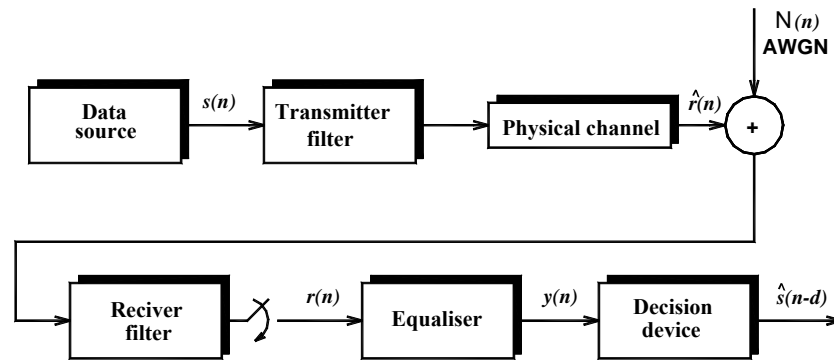 N(n)
AWGN
Data
source
s(n)
Transmitter
filter
Physical channel
r̂(n)
+
Reciver
filter
r(n)
Equaliser
y(n)
Decision
device
ŝ(n-d)